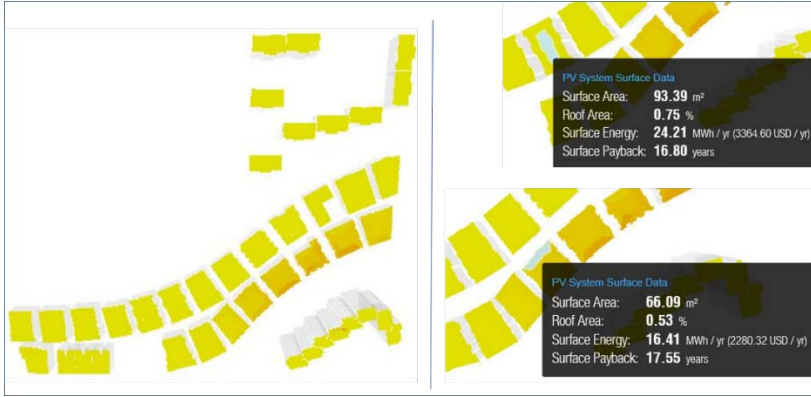 PV System Surface Data
Surface Area: 93.39 m²
Roof Area: 0.75 %
Surface Energy: 24.21 MWh / yr (3364.60 USD / yr)
Surface Payback: 16.80 years
PV System Surface Data
Surface Area: 66.09 m²
Roof Area: 0.53 %
Surface Energy: 16.41 MWh / yr (2280.32 USD / yr)
Surface Payback: 17.55 years